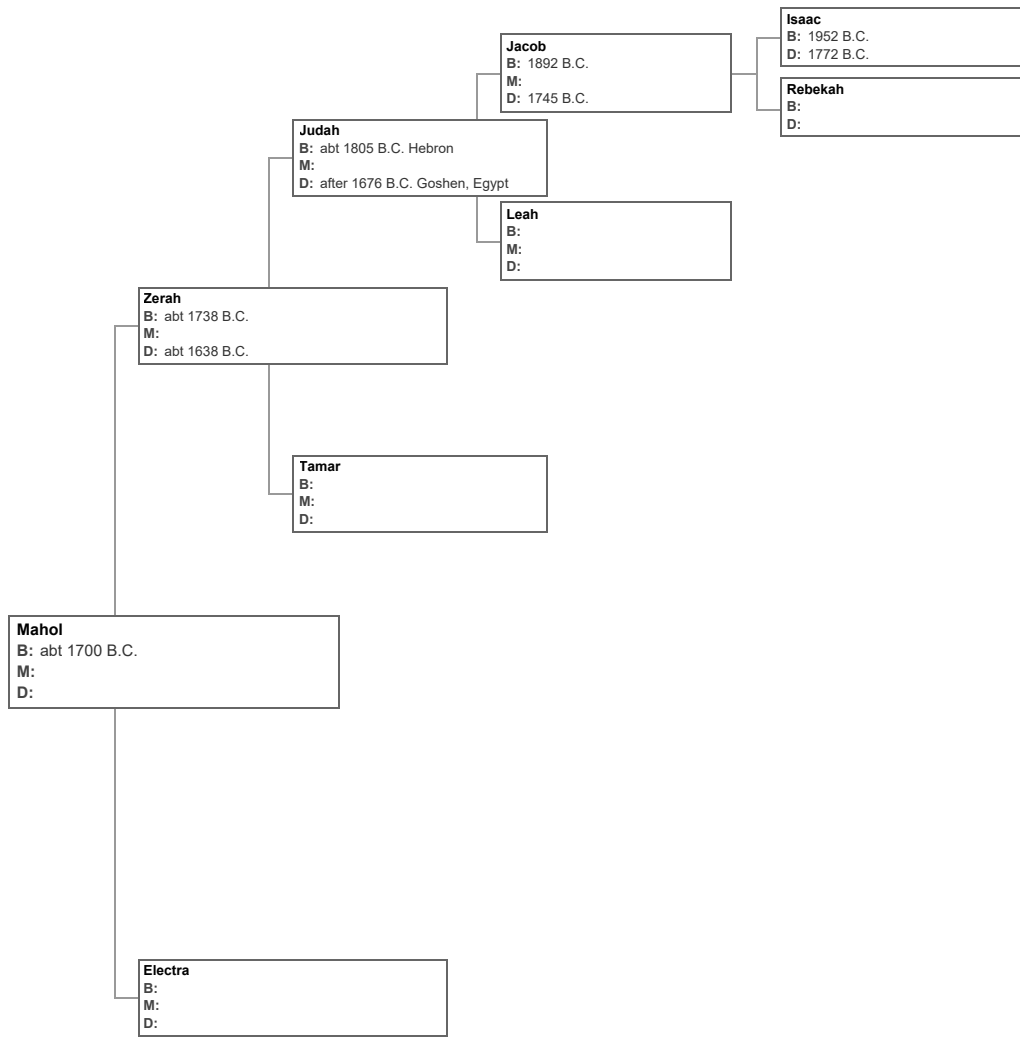 Isaac
B: 1952 B.C.
D: 1772 B.C.
Jacob
B: 1892 B.C.
M:
D: 1745 B.C.
Rebekah
B:
D:
Judah
B: abt 1805 B.C. Hebron
M:
D: after 1676 B.C. Goshen, Egypt
Leah
B:
M:
D:
Zerah
B: abt 1738 B.C.
M:
D: abt 1638 B.C.
Tamar
B:
M:
D:
Mahol
B: abt 1700 B.C.
M:
D:
Electra
B:
M:
D: